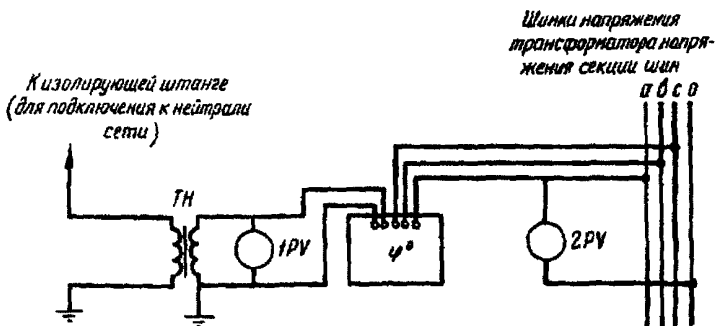 Шинки напряжения
трансформатора напря-
жения секции шин
а в с о
К изолирующей штанге
(для подключения к нейтрали
сети)
ТН
1PV
φ°
2PV